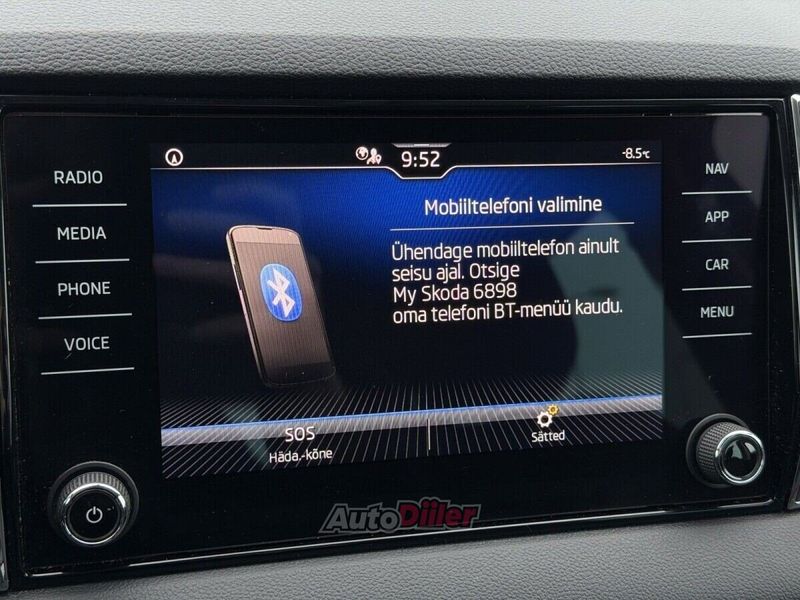 RADIO
MEDIA
PHONE
VOICE
9:52
-8.5°C
Mobiiltelefoni valimine
Ühendage mobiiltelefon ainult
seisu ajal. Otsige
My Skoda 6898
oma telefoni BT-menüü kaudu.
SOS
Häda.-kõne
Sätted
NAV
APP
CAR
MENU
AutoDiiler